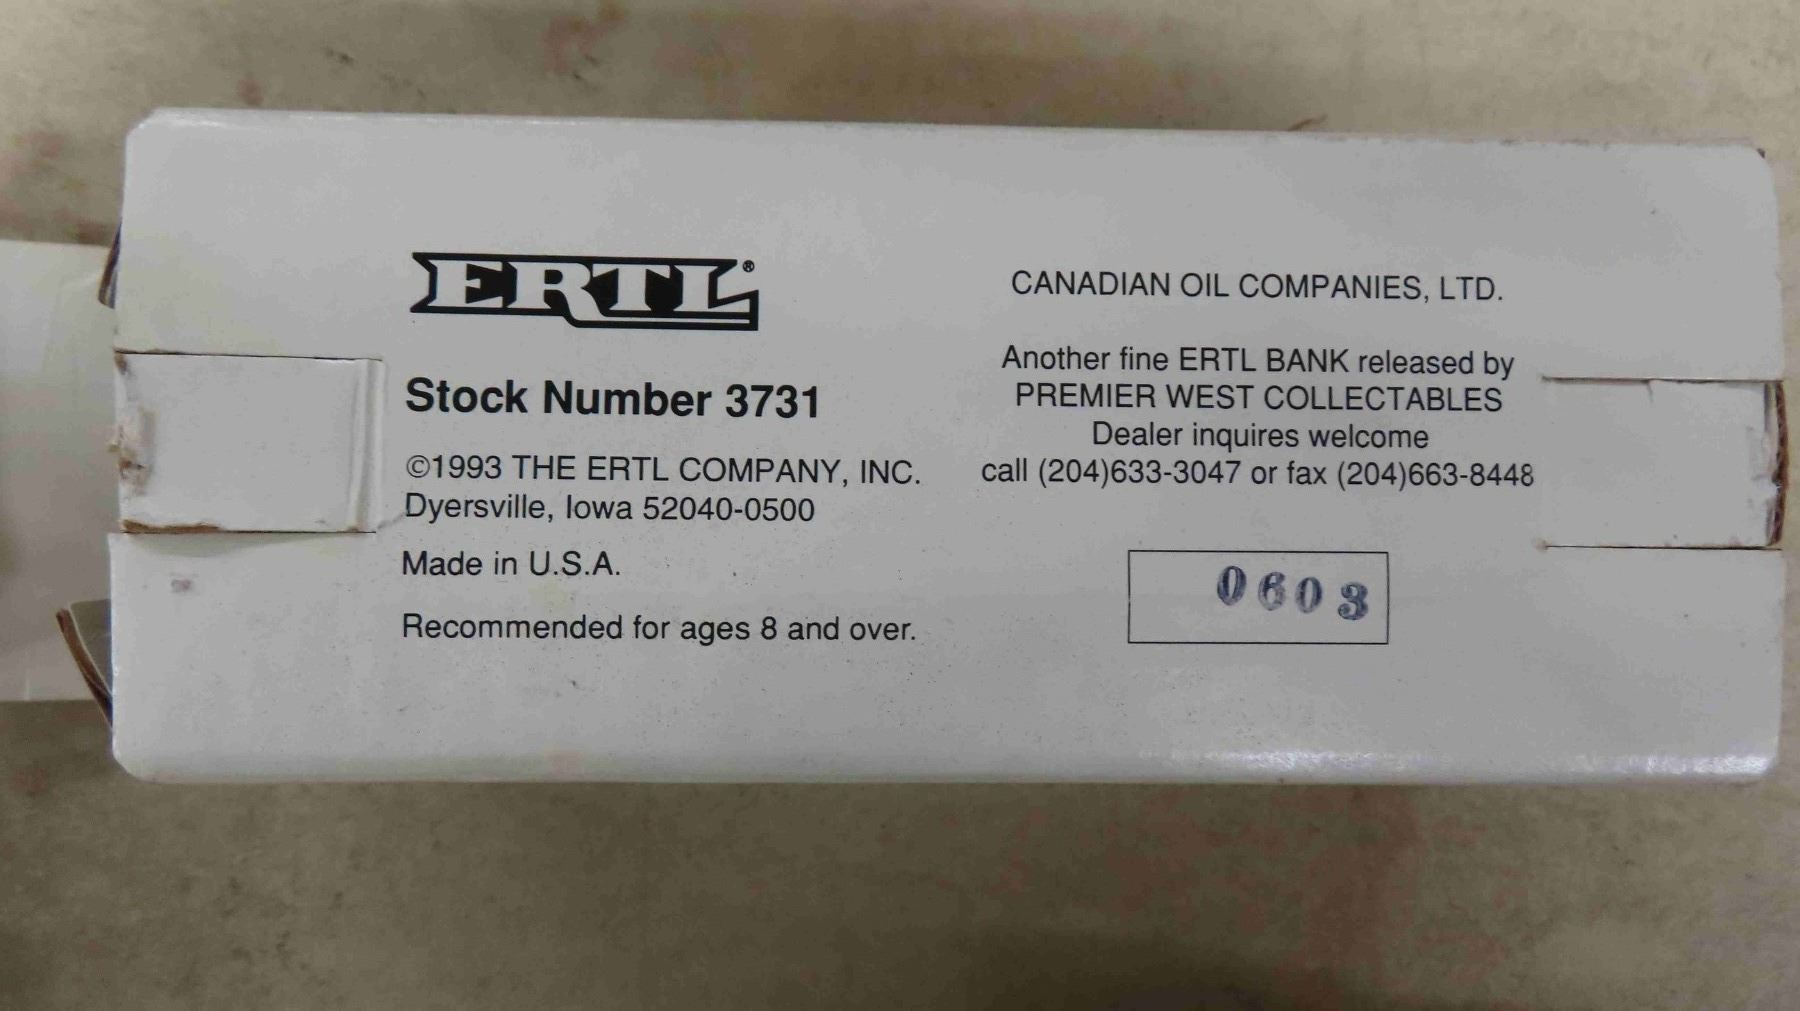 ERTL®
Stock Number 3731
©1993 THE ERTL COMPANY, INC.
Dyersville, Iowa 52040-0500
Made in U.S.A.
Recommended for ages 8 and over.
CANADIAN OIL COMPANIES, LTD.
Another fine ERTL BANK released by
PREMIER WEST COLLECTABLES
Dealer inquires welcome
call (204)633-3047 or fax (204)663-8448
0603